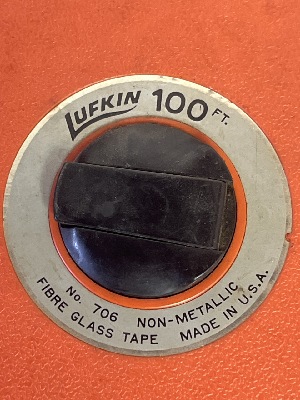 LUFKIN 100 FT.
No. 706 NON-METALLIC
FIBRE GLASS TAPE MADE IN U.S.A.